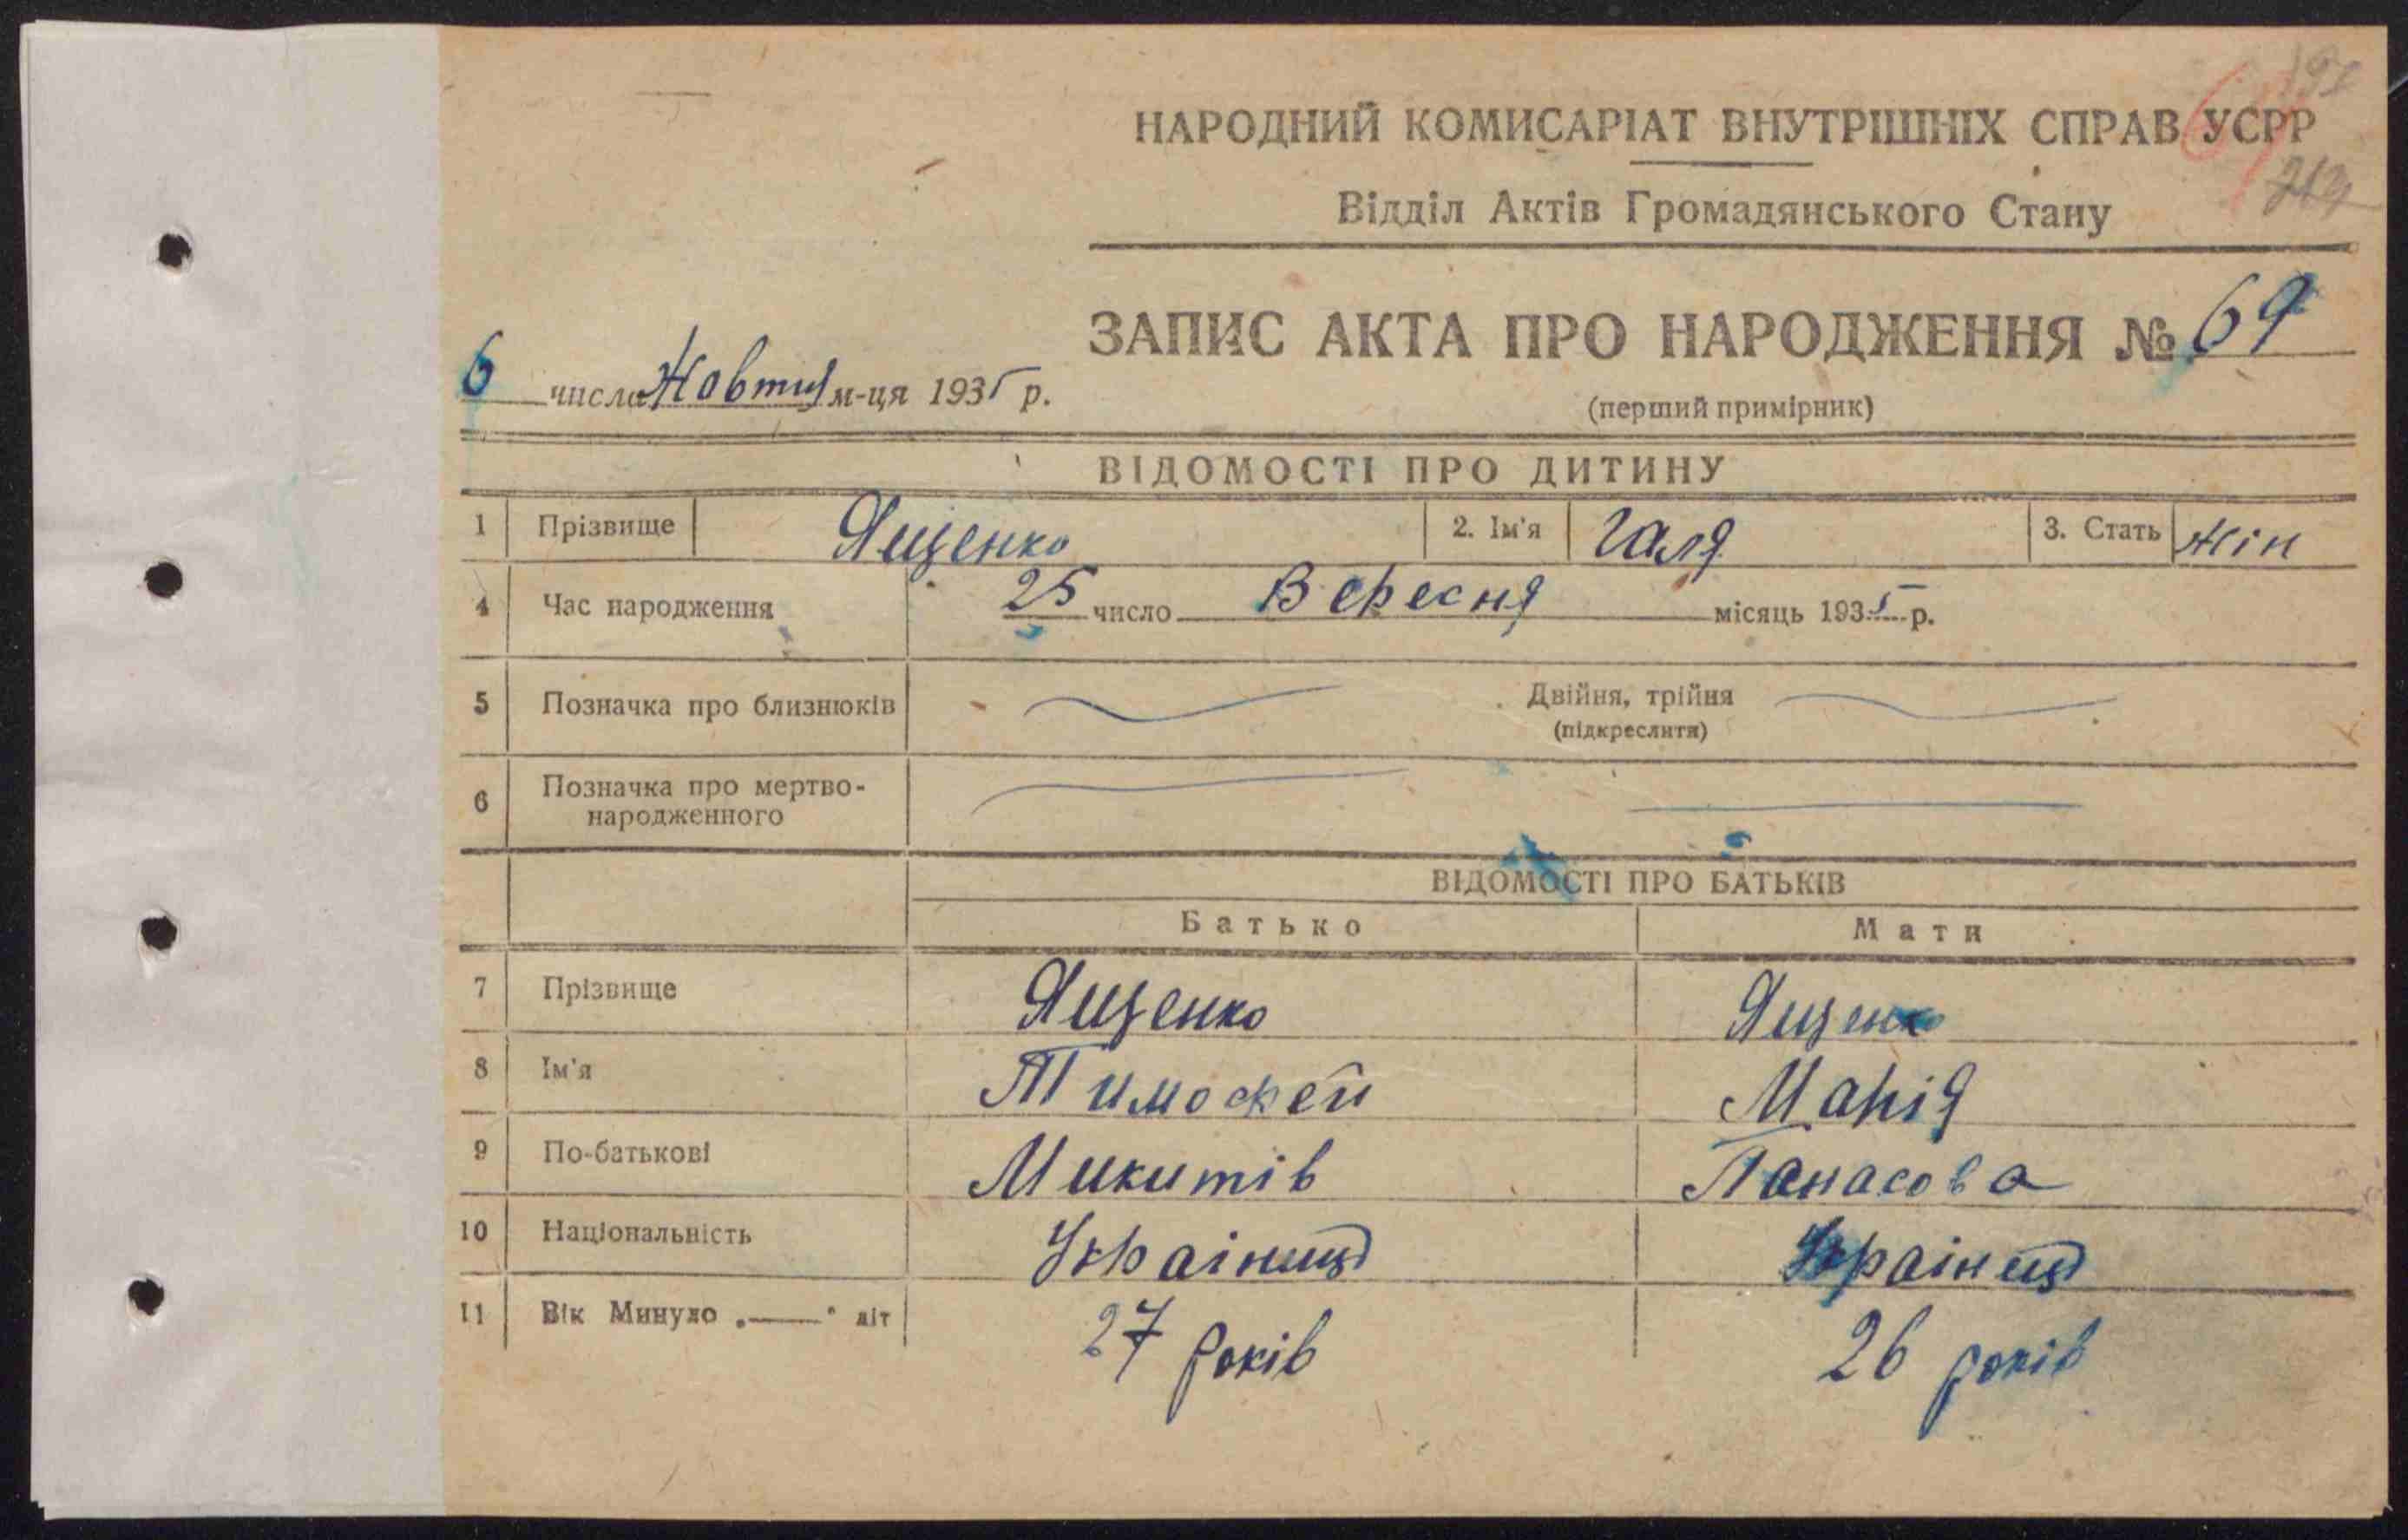 НАРОДНИЙ КОМИСАРІАТ ВНУТРІШНІХ СПРАВ УСРР
Відділ Актів Громадянського Стану
ЗАПИС АКТА ПРО НАРОДЖЕННЯ № 69
6 числа Жовтня м-ця 1935 р.
(перший примірник)
ВІДОМОСТІ ПРО ДИТИНУ
1 Прізвище Ященко 2. Ім'я Галя 3. Стать жін
4 Час народження 25 число Вересня місяць 1935 р.
5 Позначка про близнюків Двійня, трійня
(підкреслити)
6 Позначка про мертво-
народженного
ВІДОМОСТІ ПРО БАТЬКІВ
Батько Мати
7 Прізвище Ященко Ященко
8 Ім'я Тимофей Марія
9 По-батькові Микитів Панасова
10 Національність
11 Вік Минуло „——" літ 27 років 26 років